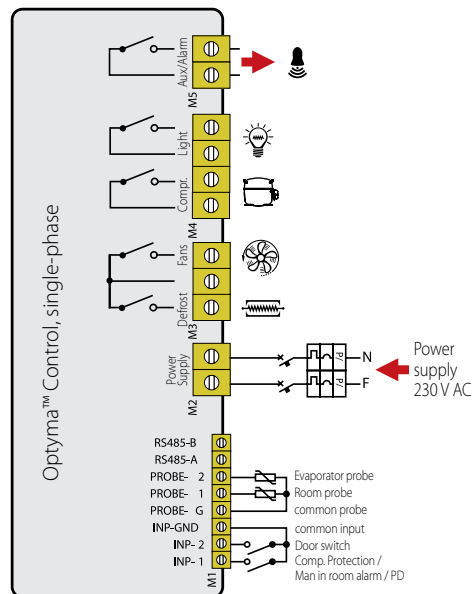 Optyma™ Control, single-phase
Aux/Alarm
M5
Light
Compr.
M4
Fans
Defrost
M3
Power
Supply
M2
P/
N
P/
F
Power
supply
230 V AC
RS485-B
RS485-A
PROBE- 2
Evaporator probe
PROBE- 1
Room probe
PROBE- G
common probe
INP-GND
common input
INP- 2
Door switch
INP- 1
Comp. Protection /
Man in room alarm / PD
M1